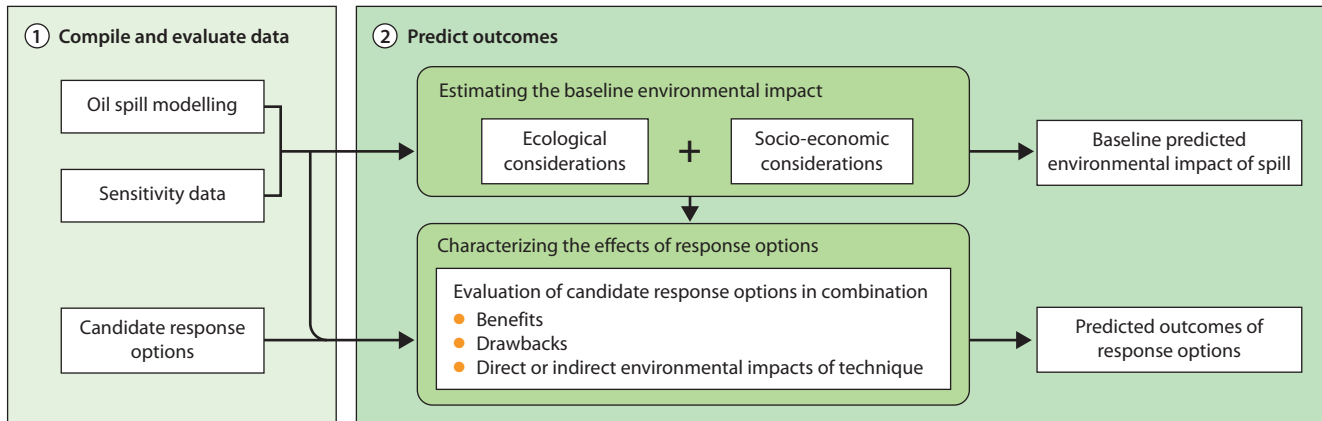 ① Compile and evaluate data
Oil spill modelling
Sensitivity data
Candidate response
options
② Predict outcomes
Estimating the baseline environmental impact
Ecological
considerations
+
Socio-economic
considerations
Baseline predicted
environmental impact of spill
Characterizing the effects of response options
Evaluation of candidate response options in combination
● Benefits
● Drawbacks
● Direct or indirect environmental impacts of technique
Predicted outcomes of
response options